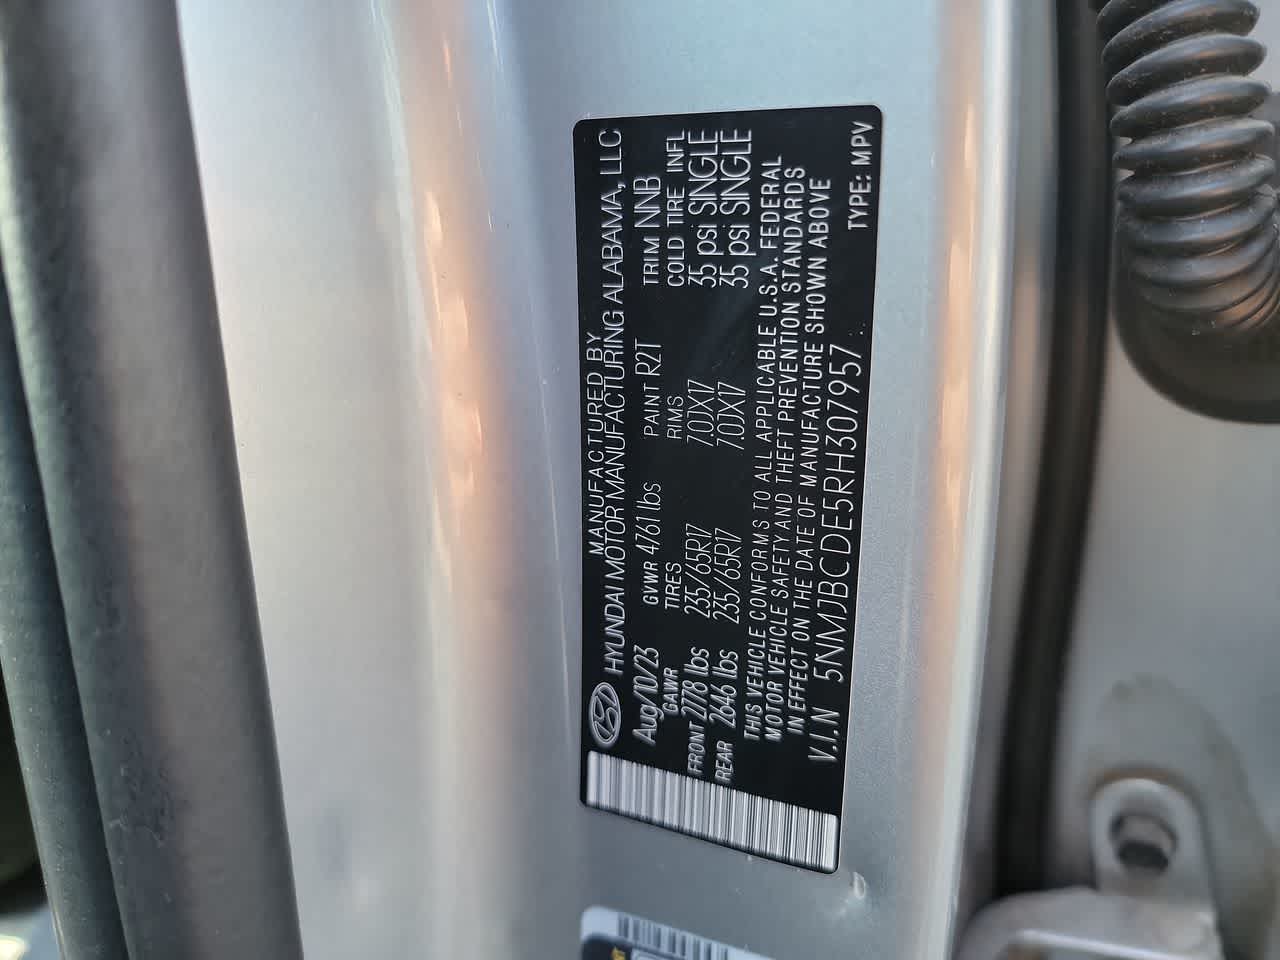 MANUFACTURED BY
HYUNDAI MOTOR MANUFACTURING ALABAMA, LLC
Aug/10/23 GVWR 4761 lbs PAINT R2T TRIM NNB
GAWR TIRES RIMS COLD TIRE INFL
FRONT 2778 lbs 235/65R17 7.0JX17 35 psi SINGLE
REAR 2646 lbs 235/65R17 7.0JX17 35 psi SINGLE
THIS VEHICLE CONFORMS TO ALL APPLICABLE U.S.A. FEDERAL
MOTOR VEHICLE SAFETY AND THEFT PREVENTION STANDARDS
IN EFFECT ON THE DATE OF MANUFACTURE SHOWN ABOVE
V.I.N 5NMJBCDE5RH307957 TYPE: MPV